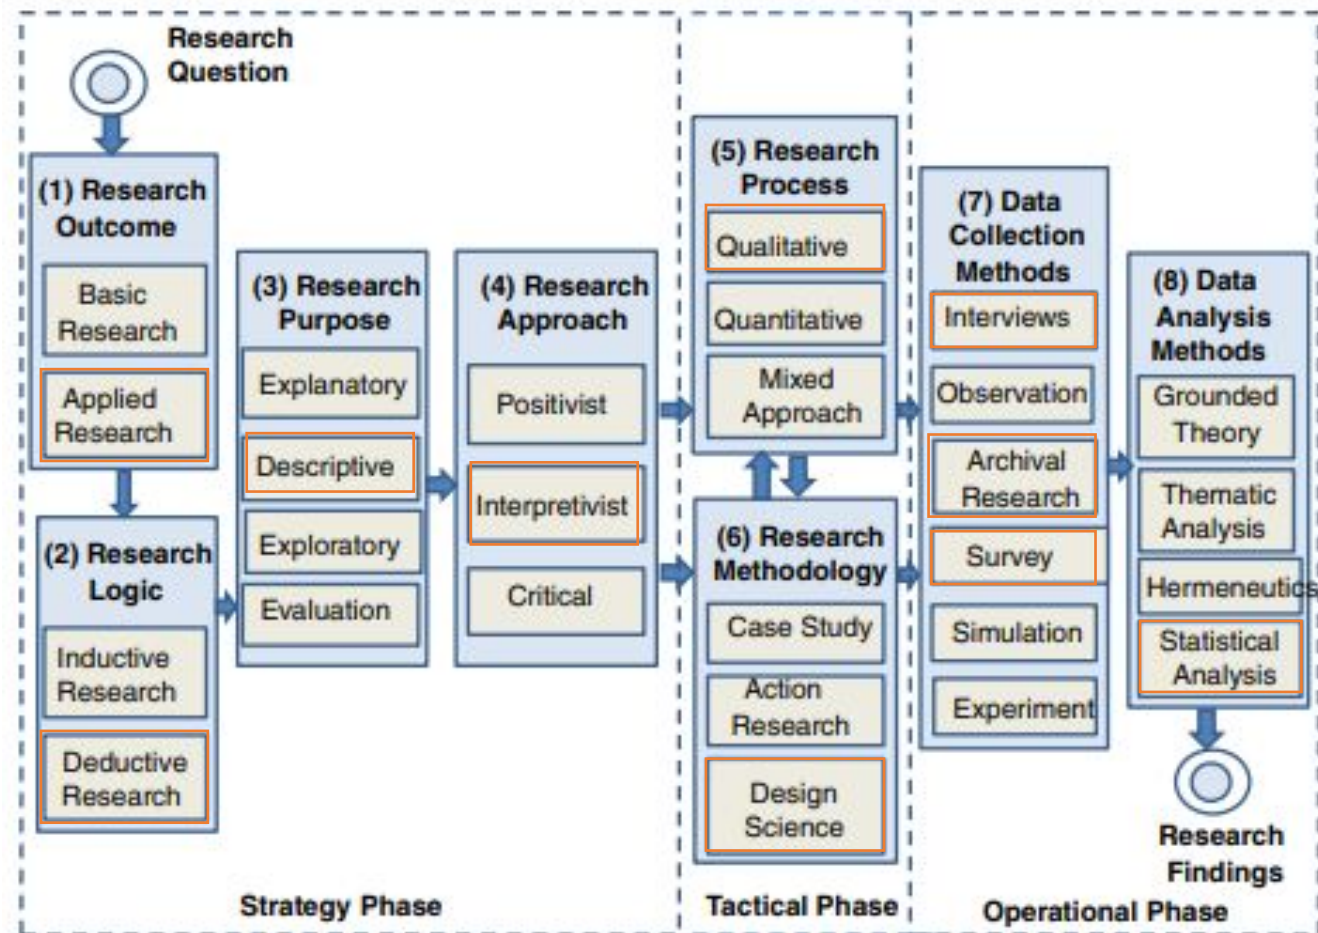 Research
Question
(1) Research
Outcome
Basic
Research
Applied
Research
(2) Research
Logic
Inductive
Research
Deductive
Research
(3) Research
Purpose
Explanatory
Descriptive
Exploratory
Evaluation
(4) Research
Approach
Positivist
Interpretivist
Critical
Strategy Phase
(5) Research
Process
Qualitative
Quantitative
Mixed
Approach
(6) Research
Methodology
Case Study
Action
Research
Design
Science
Tactical Phase
(7) Data
Collection
Methods
Interviews
Observation
Archival
Research
Survey
Simulation
Experiment
(8) Data
Analysis
Methods
Grounded
Theory
Thematic
Analysis
Hermeneutics
Statistical
Analysis
Research
Findings
Operational Phase